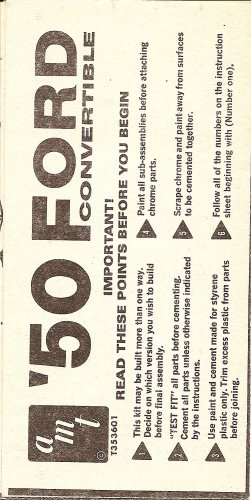 amt
©
T353601
'50 FORD
CONVERTIBLE
IMPORTANT!
READ THESE POINTS BEFORE YOU BEGIN
1 This kit may be built more than one way.
Decide on which version you wish to build
before final assembly.
2 "TEST FIT" all parts before cementing.
Cement all parts unless otherwise indicated
by the instructions.
3 Use paint and cement made for styrene
plastic only. Trim excess plastic from parts
before joining.
4 Paint all sub-assemblies before attaching
chrome parts.
5 Scrape chrome and paint away from surfaces
to be cemented together.
6 Follow all of the numbers on the instruction
sheet beginning with (Number one),